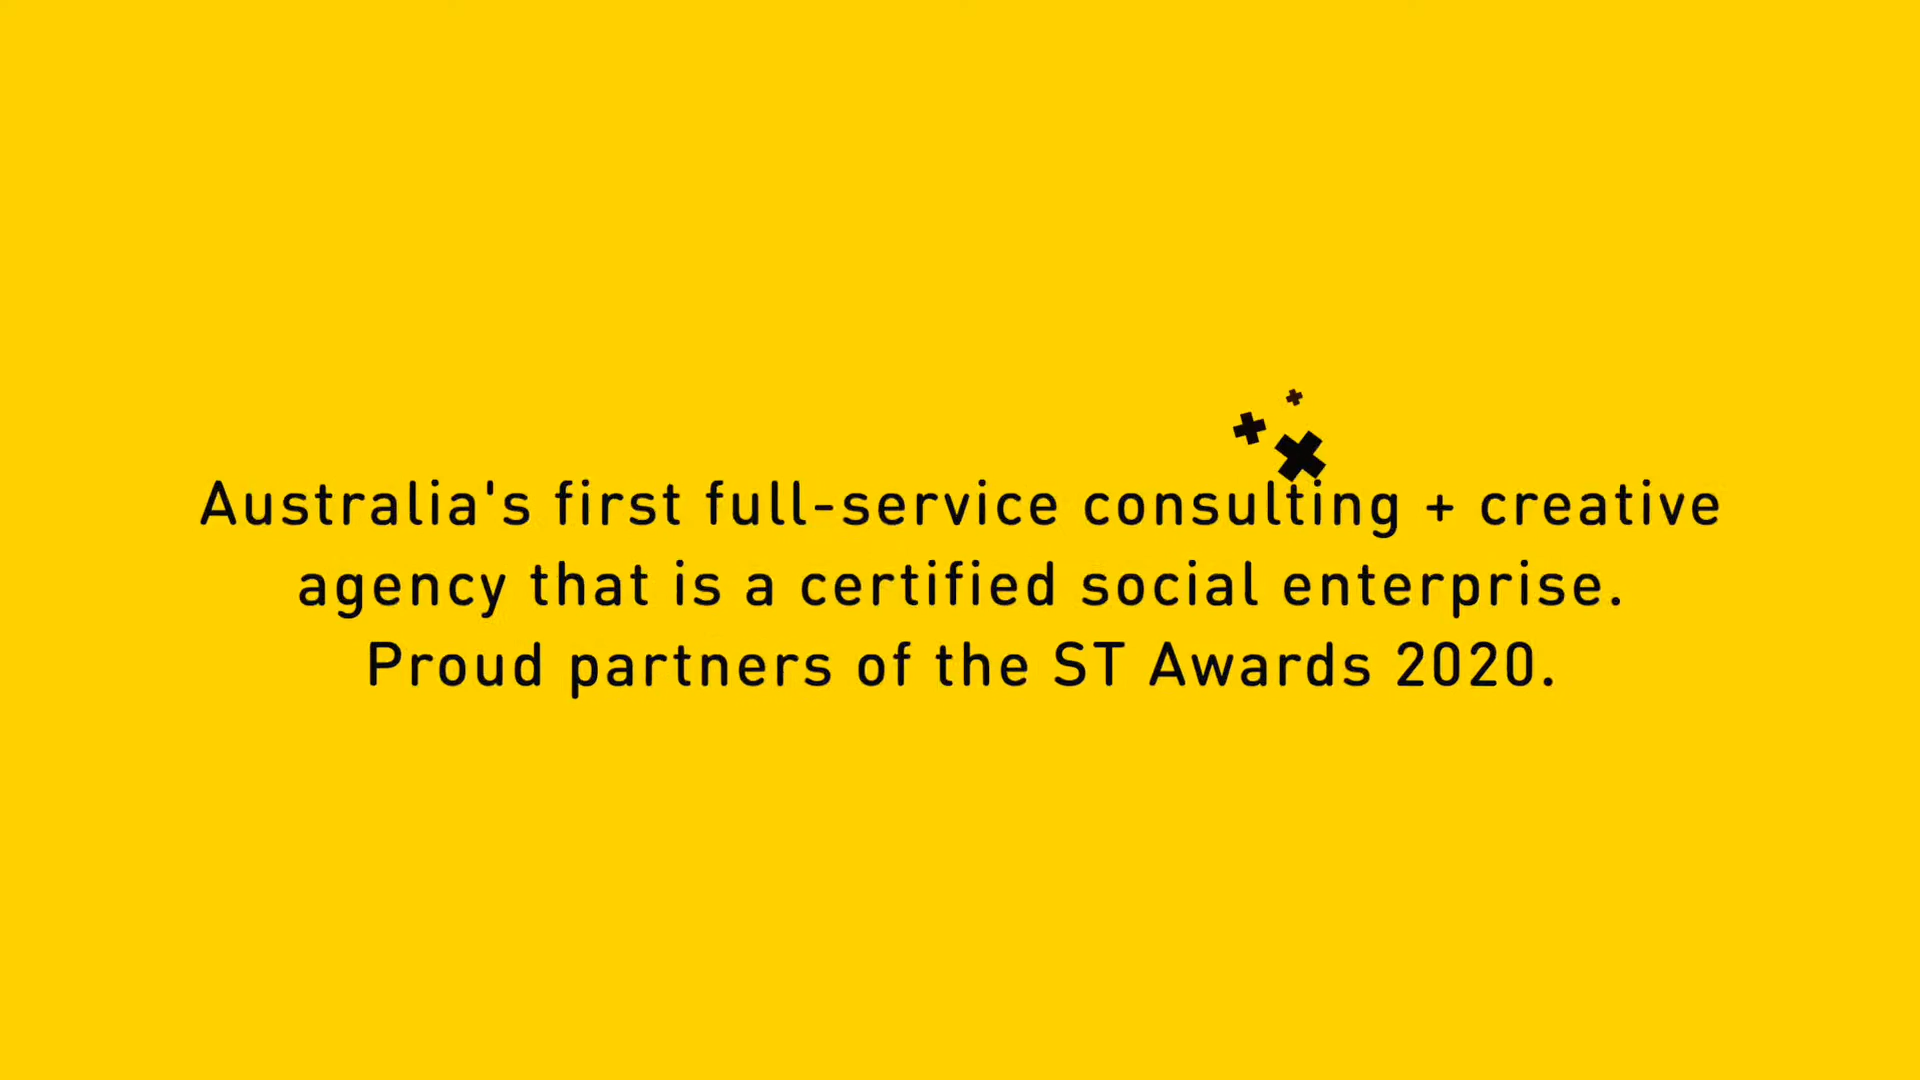 Australia's first full-service consulting + creative
agency that is a certified social enterprise.
Proud partners of the ST Awards 2020.